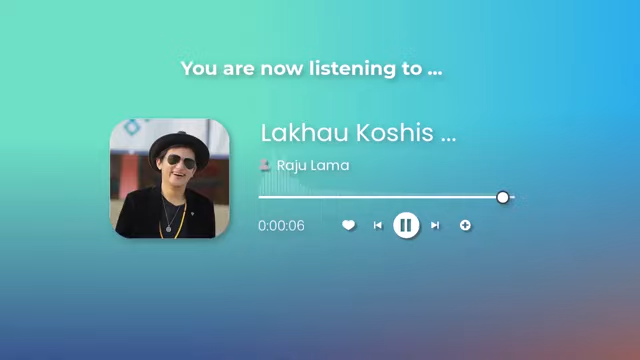 You are now listening to ...
Lakhau Koshis ...
Raju Lama
0:00:06